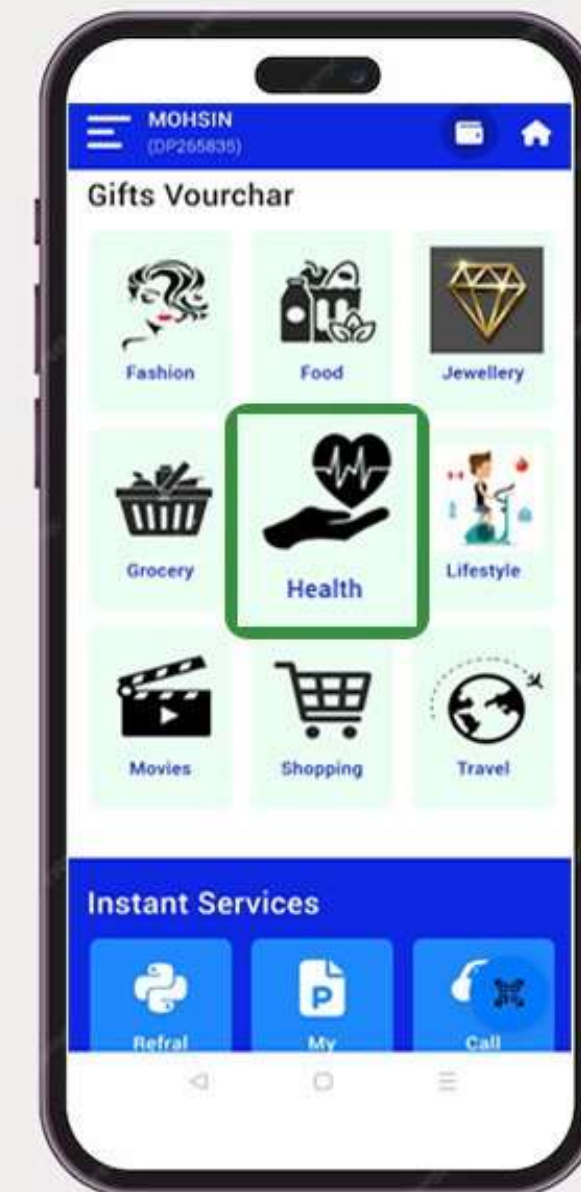 MOHSIN
(DP265835)
Gifts Vourchar
Fashion
Food
Jewellery
Grocery
Health
Lifestyle
Movies
Shopping
Travel
Instant Services
P
Refral
My
Call